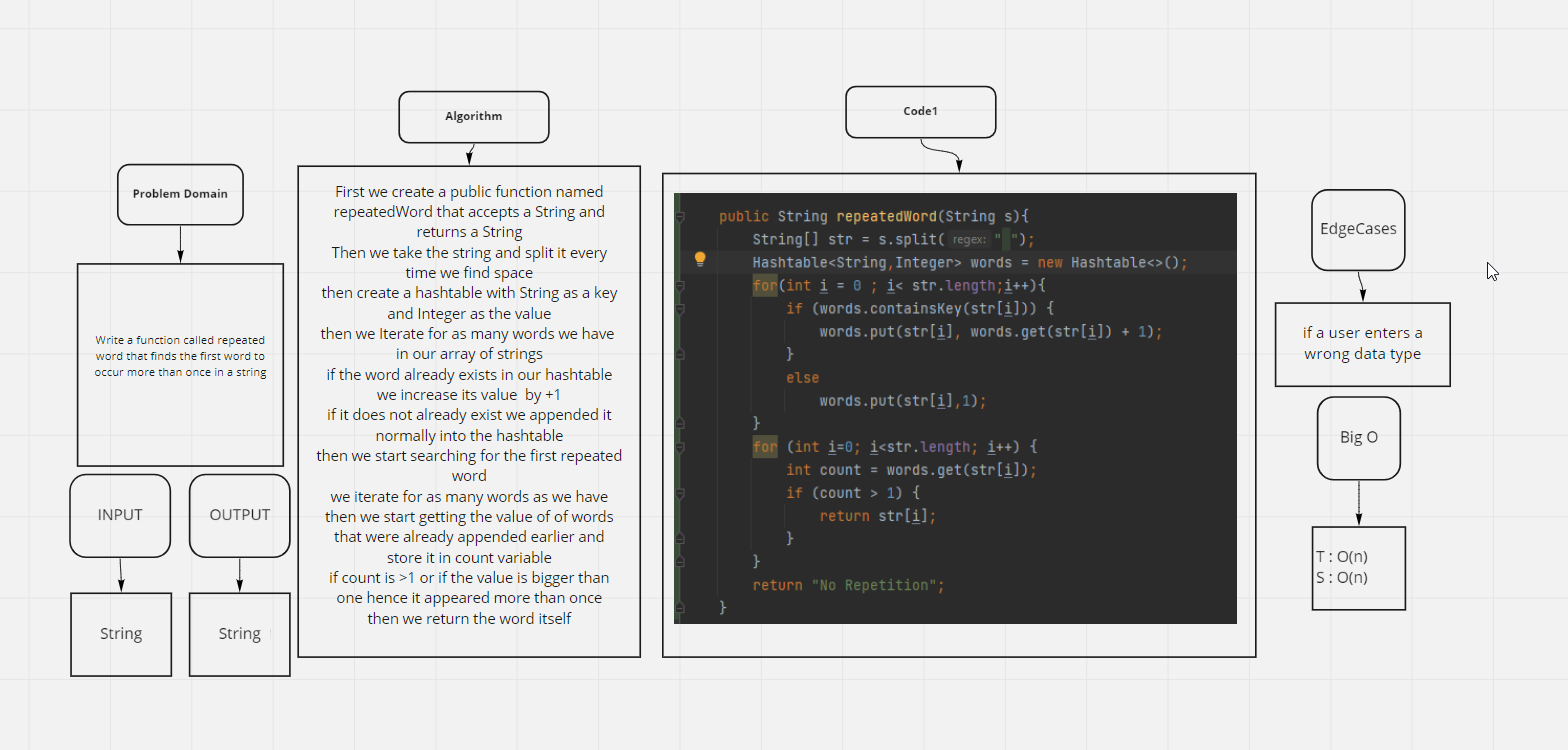 Problem Domain
Write a function called repeated
word that finds the first word to
occur more than once in a string
INPUT
OUTPUT
String
String
Algorithm
First we create a public function named
repeatedWord that accepts a String and
returns a String
Then we take the string and split it every
time we find space
then create a hashtable with String as a key
and Integer as the value
then we Iterate for as many words we have
in our array of strings
if the word already exists in our hashtable
we increase its value by +1
if it does not already exist we appended it
normally into the hashtable
then we start searching for the first repeated
word
we iterate for as many words as we have
then we start getting the value of of words
that were already appended earlier and
store it in count variable
if count is >1 or if the value is bigger than
one hence it appeared more than once
then we return the word itself
Code1
public String repeatedWord(String s){
String[] str = s.split( regex: " ");
Hashtable<String,Integer> words = new Hashtable<>();
for(int i = 0 ; i< str.length;i++){
if (words.containsKey(str[i])) {
words.put(str[i], words.get(str[i]) + 1);
}
else
words.put(str[i],1);
}
for (int i=0; i<str.length; i++) {
int count = words.get(str[i]);
if (count > 1) {
return str[i];
}
}
return "No Repetition";
}
EdgeCases
if a user enters a
wrong data type
Big O
T : O(n)
S : O(n)